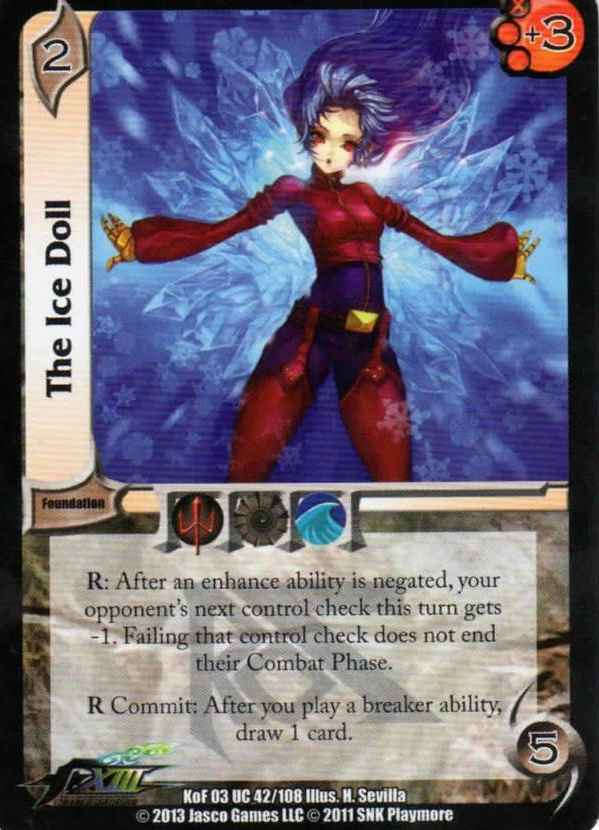 2
+3
The Ice Doll
Foundation
R: After an enhance ability is negated, your
opponent's next control check this turn gets
-1. Failing that control check does not end
their Combat Phase.
R Commit: After you play a breaker ability,
draw 1 card.
5
XIII
KoF 03 UC 42/108 Illus. H. Sevilla
© 2013 Jasco Games LLC © 2011 SNK Playmore